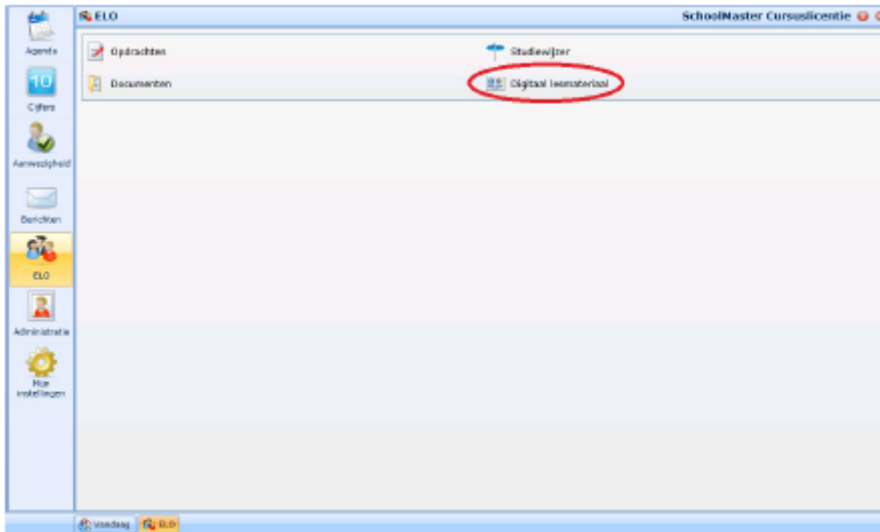 ELO
SchoolMaster Cursuslicentie
Agenda
Opdrachten
Studiewijzer
Documenten
Digitaal lesmateriaal
10
Cijfers
Aanwezigheid
Berichten
ELO
Administratie
Mijn
instellingen
Vandaag
ELO